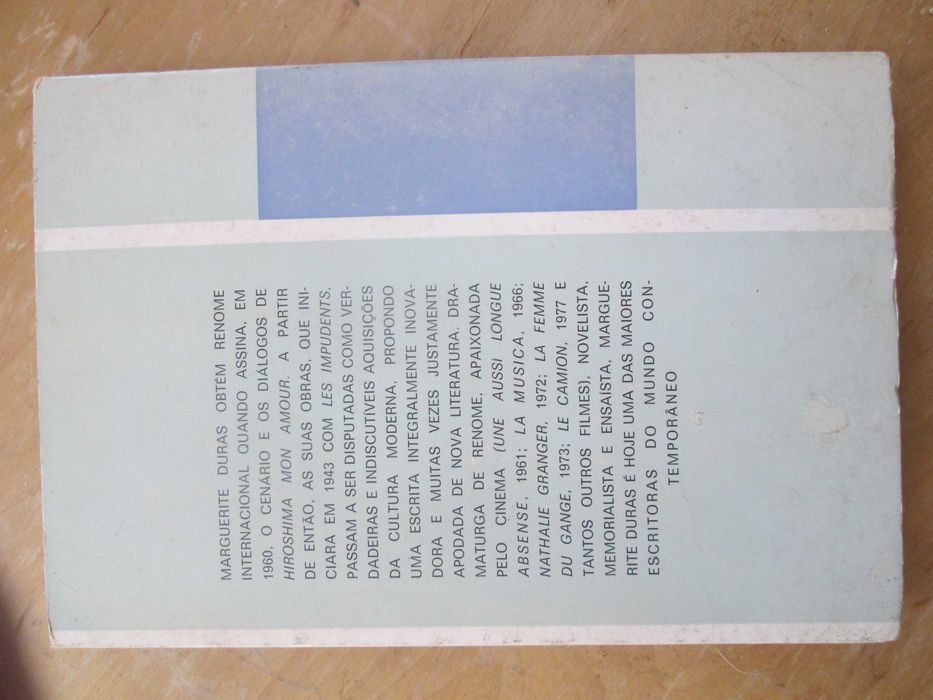 MARGUERITE DURAS OBTÉM RENOME
INTERNACIONAL QUANDO ASSINA, EM
1960, O CENÁRIO E OS DIÁLOGOS DE
HIROSHIMA MON AMOUR. A PARTIR
DE ENTÃO, AS SUAS OBRAS, QUE INI-
CIARA EM 1943 COM LES IMPUDENTS,
PASSAM A SER DISPUTADAS COMO VER-
DADEIRAS E INDISCUTÍVEIS AQUISIÇÕES
DA CULTURA MODERNA, PROPONDO
UMA ESCRITA INTEGRALMENTE INOVA-
DORA E MUITAS VEZES JUSTAMENTE
APODADA DE NOVA LITERATURA. DRA-
MATURGA DE RENOME, APAIXONADA
PELO CINEMA (UNE AUSSI LONGUE
ABSENSE, 1961; LA MUSICA, 1966;
NATHALIE GRANGER, 1972; LA FEMME
DU GANGE, 1973; LE CAMION, 1977 E
TANTOS OUTROS FILMES), NOVELISTA,
MEMORIALISTA E ENSAÍSTA, MARGUE-
RITE DURAS É HOJE UMA DAS MAIORES
ESCRITORAS DO MUNDO CON-
TEMPORÂNEO